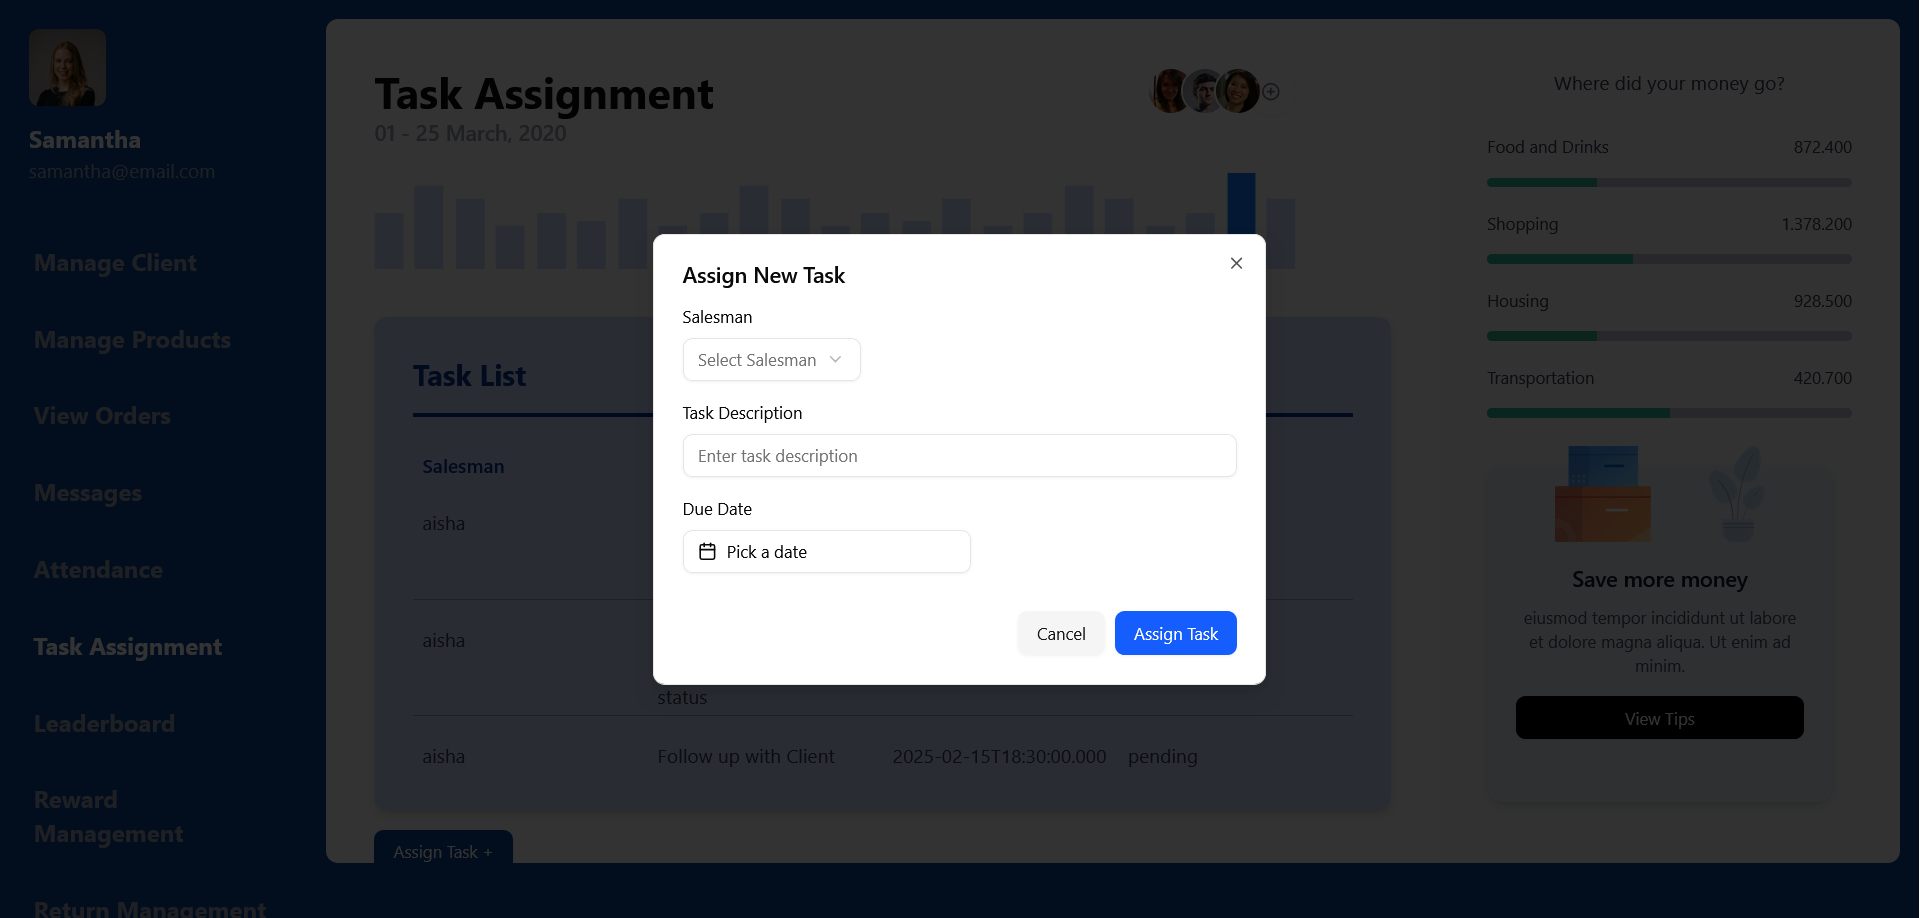 Samantha
samantha@email.com
Manage Client
Manage Products
View Orders
Messages
Attendance
Task Assignment
Leaderboard
Reward
Management
Return Management
Task Assignment
01 - 25 March, 2020
Task List
Salesman
aisha
aisha
status
aisha Follow up with Client 2025-02-15T18:30:00.000 pending
Assign Task +
Assign New Task
Salesman
Select Salesman
Task Description
Enter task description
Due Date
Pick a date
Cancel Assign Task
Where did your money go?
Food and Drinks 872.400
Shopping 1.378.200
Housing 928.500
Transportation 420.700
Save more money
eiusmod tempor incididunt ut labore
et dolore magna aliqua. Ut enim ad
minim.
View Tips